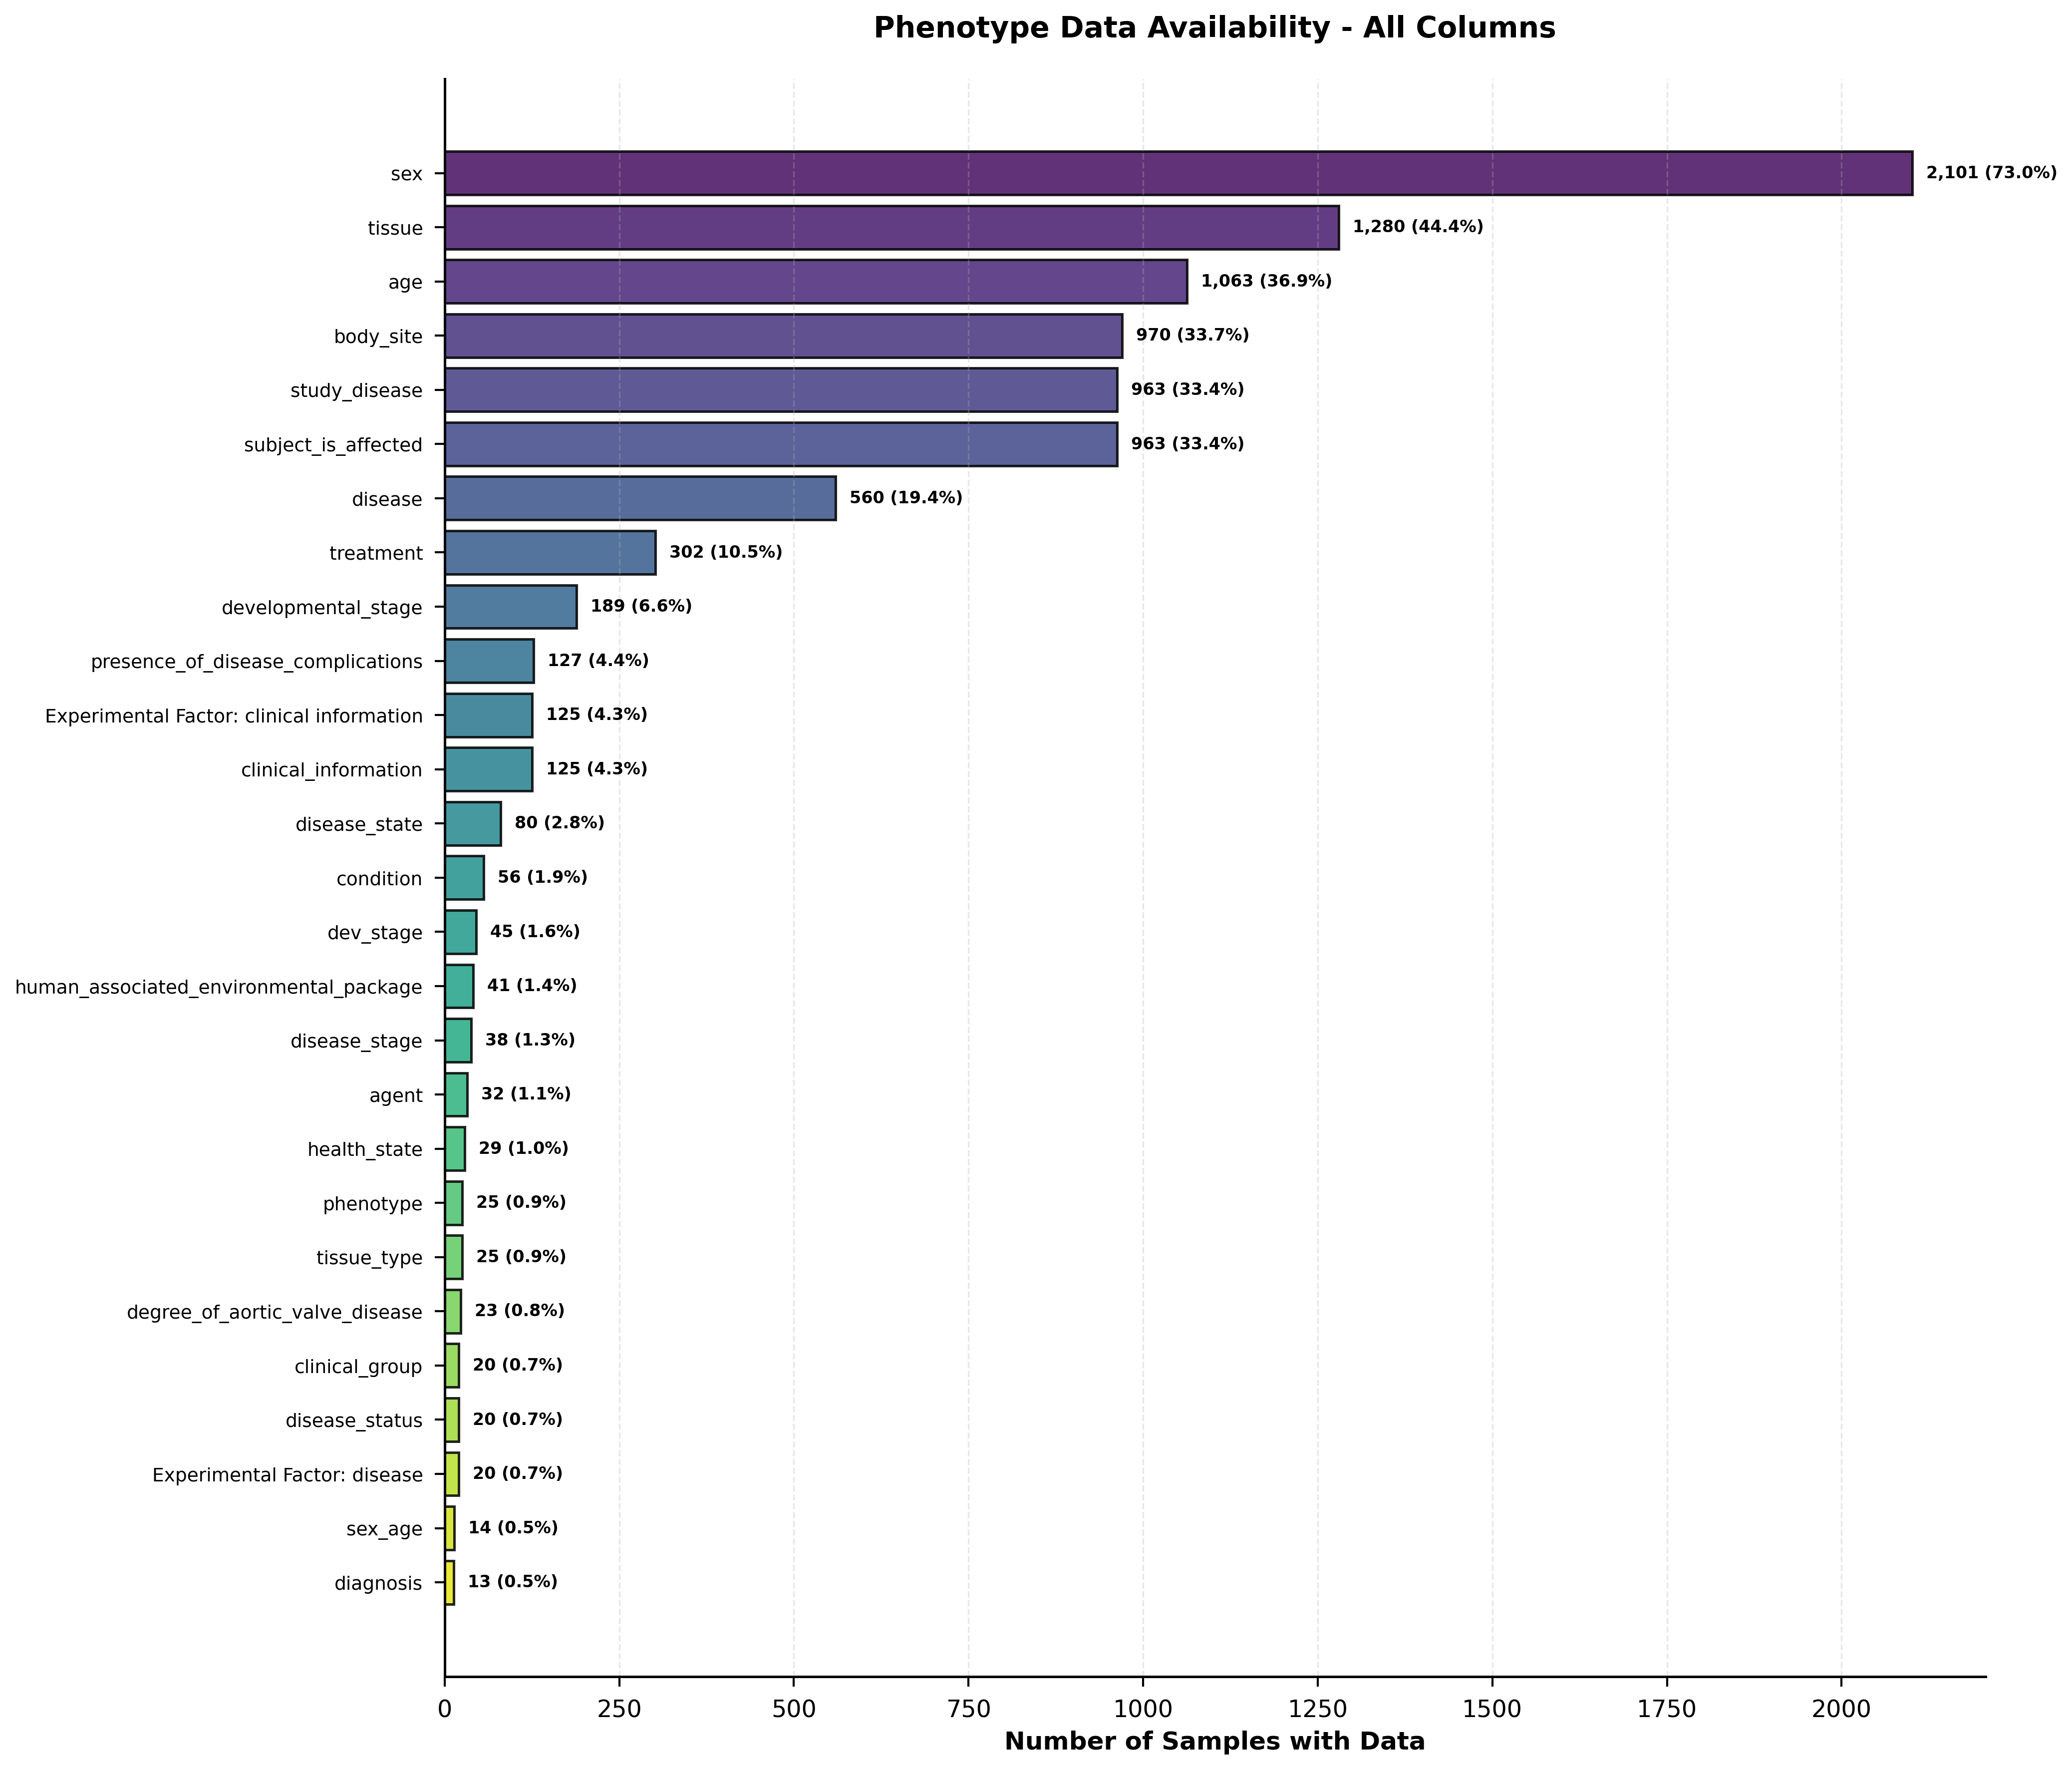 Phenotype Data Availability - All Columns
sex 2,101 (73.0%)
tissue 1,280 (44.4%)
age 1,063 (36.9%)
body_site 970 (33.7%)
study_disease 963 (33.4%)
subject_is_affected 963 (33.4%)
disease 560 (19.4%)
treatment 302 (10.5%)
developmental_stage 189 (6.6%)
presence_of_disease_complications 127 (4.4%)
Experimental Factor: clinical information 125 (4.3%)
clinical_information 125 (4.3%)
disease_state 80 (2.8%)
condition 56 (1.9%)
dev_stage 45 (1.6%)
human_associated_environmental_package 41 (1.4%)
disease_stage 38 (1.3%)
agent 32 (1.1%)
health_state 29 (1.0%)
phenotype 25 (0.9%)
tissue_type 25 (0.9%)
degree_of_aortic_valve_disease 23 (0.8%)
clinical_group 20 (0.7%)
disease_status 20 (0.7%)
Experimental Factor: disease 20 (0.7%)
sex_age 14 (0.5%)
diagnosis 13 (0.5%)
0 250 500 750 1000 1250 1500 1750 2000
Number of Samples with Data